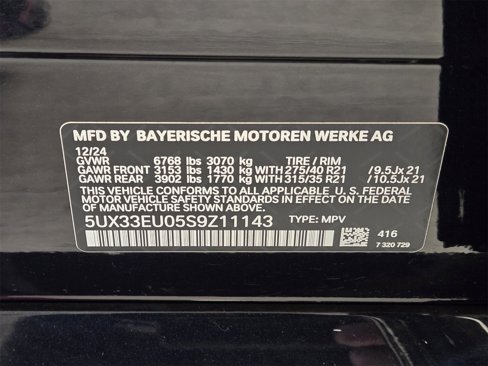 MFD BY BAYERISCHE MOTOREN WERKE AG
12/24
GVWR 6768 lbs 3070 kg TIRE / RIM
GAWR FRONT 3153 lbs 1430 kg WITH 275/40 R21 / 9.5Jx 21
GAWR REAR 3902 lbs 1770 kg WITH 315/35 R21 / 10.5Jx 21
THIS VEHICLE CONFORMS TO ALL APPLICABLE U. S. FEDERAL
MOTOR VEHICLE SAFETY STANDARDS IN EFFECT ON THE DATE
OF MANUFACTURE SHOWN ABOVE.
5UX33EU05S9Z11143 TYPE: MPV
416
7 320 729